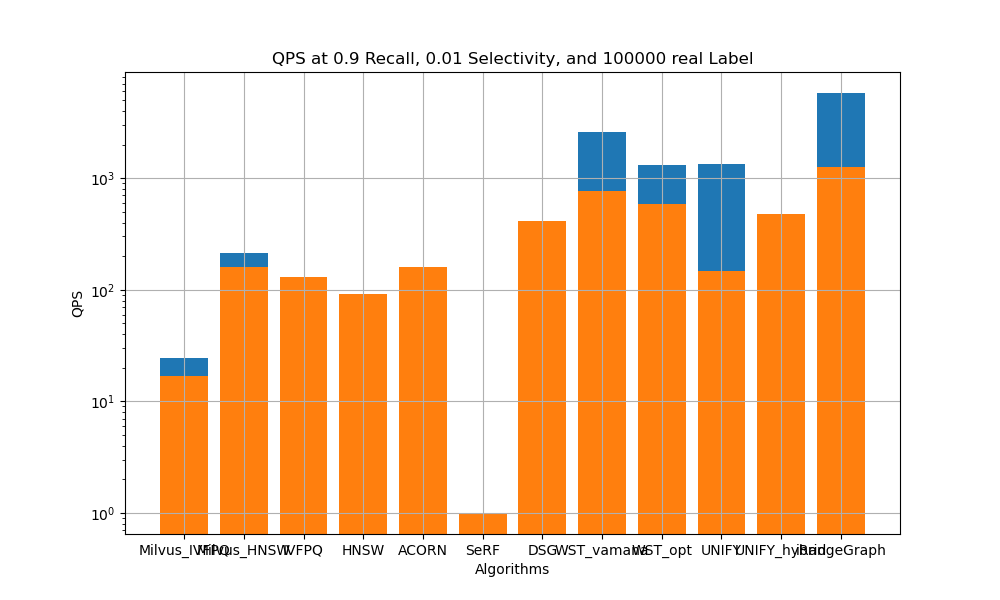 QPS at 0.9 Recall, 0.01 Selectivity, and 100000 real Label
QPS
10³
10²
10¹
10⁰
Milvus_IVFPQ Milvus_HNSW IVFPQ HNSW ACORN SeRF DSG WST_vamana WST_opt UNIFY UNIFY_hybrid iRangeGraph
Algorithms